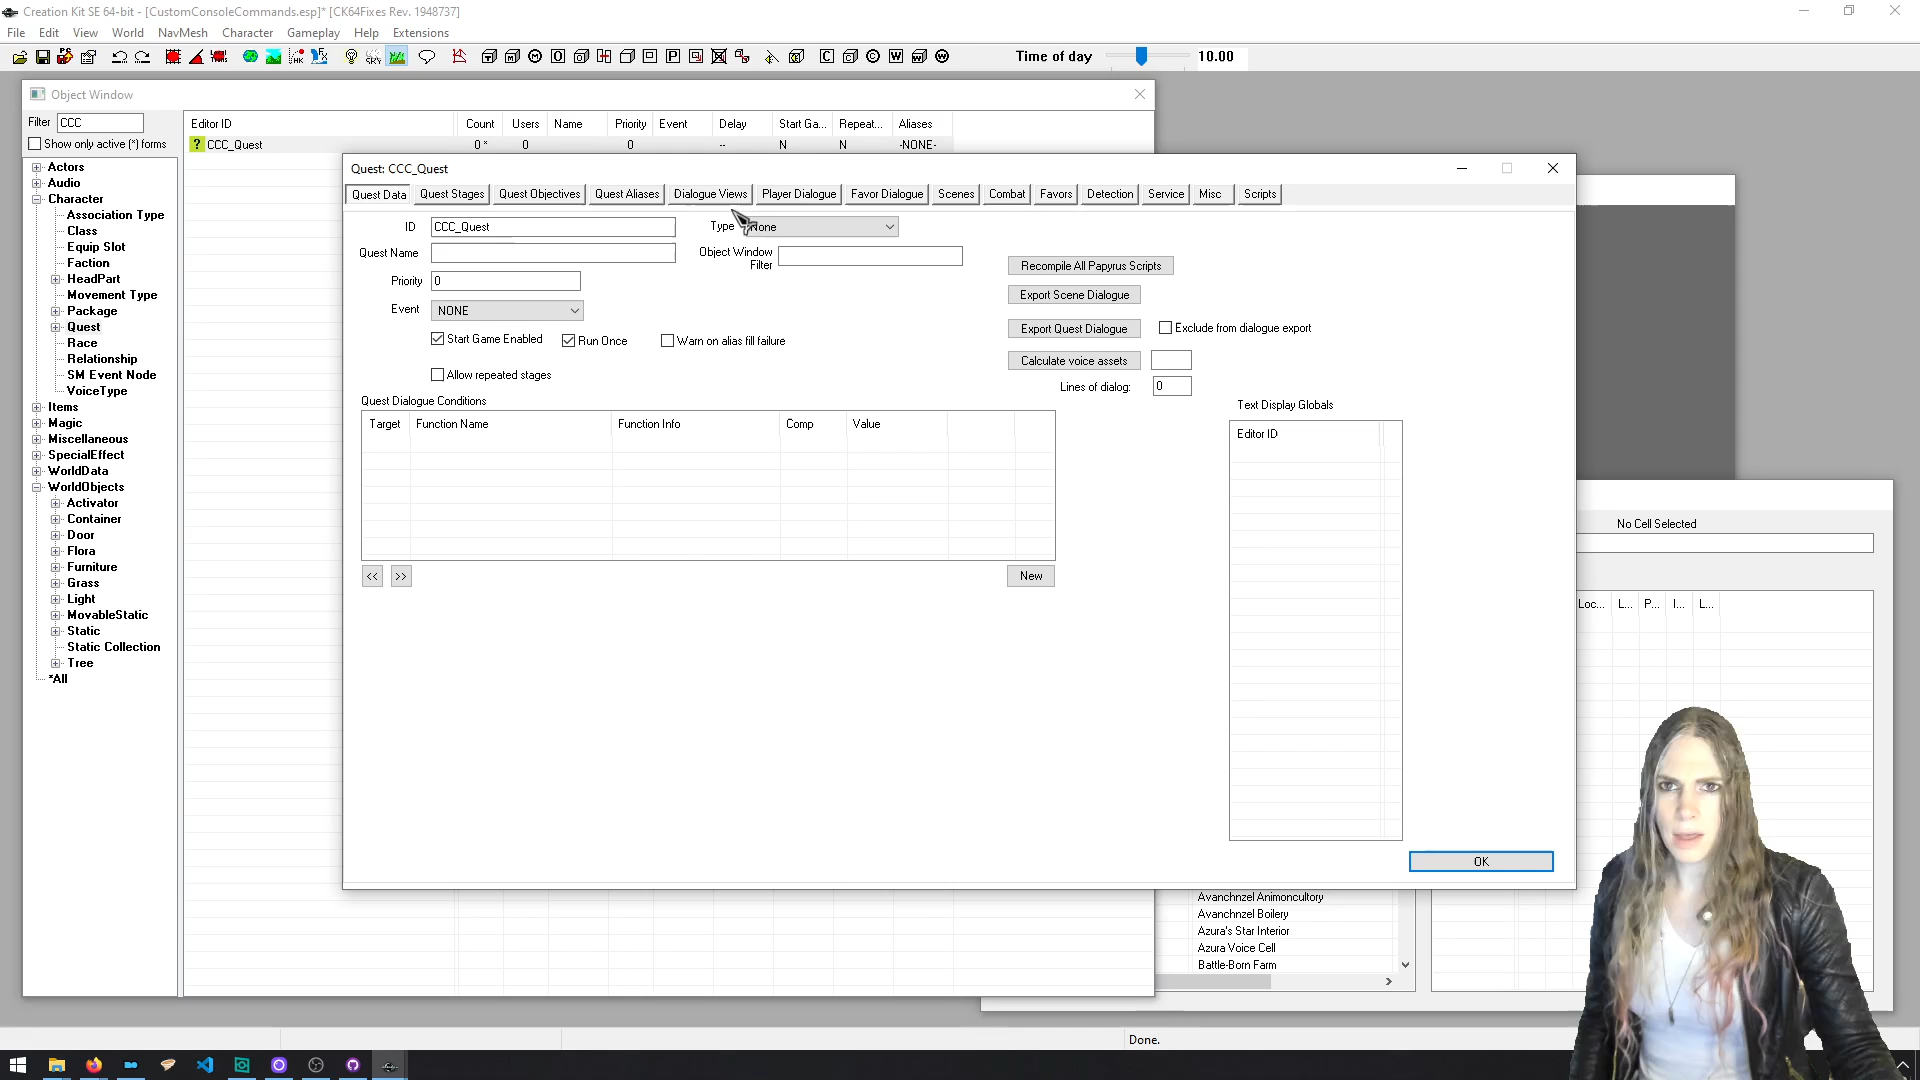 Creation Kit SE 64-bit - [CustomConsoleCommands.esp]* [CK64Fixes Rev. 1948737]
File Edit View World NavMesh Character Gameplay Help Extensions
Time of day 10.00
Object Window
Filter CCC
Show only active (*) forms
Editor ID Count Users Name Priority Event Delay Start Ga... Repeat... Aliases
? CCC_Quest 0 * 0 0 -- N N -NONE-
Actors
Audio
Character
Association Type
Class
Equip Slot
Faction
HeadPart
Movement Type
Package
Quest
Race
Relationship
SM Event Node
VoiceType
Items
Magic
Miscellaneous
SpecialEffect
WorldData
WorldObjects
Activator
Container
Door
Flora
Furniture
Grass
Light
MovableStatic
Static
Static Collection
Tree
*All
Quest: CCC_Quest
Quest Data Quest Stages Quest Objectives Quest Aliases Dialogue Views Player Dialogue Favor Dialogue Scenes Combat Favors Detection Service Misc Scripts
ID CCC_Quest Type None
Quest Name Object Window Filter
Priority 0
Event NONE
Start Game Enabled Run Once Warn on alias fill failure
Allow repeated stages
Recompile All Papyrus Scripts
Export Scene Dialogue
Export Quest Dialogue Exclude from dialogue export
Calculate voice assets
Lines of dialog: 0
Quest Dialogue Conditions
Target Function Name Function Info Comp Value
<< >> New
Text Display Globals
Editor ID
OK
No Cell Selected
Loc... L... P... I... L...
Avanchnzel Animoncultory
Avanchnzel Boilery
Azura's Star Interior
Azura Voice Cell
Battle-Born Farm
Done.